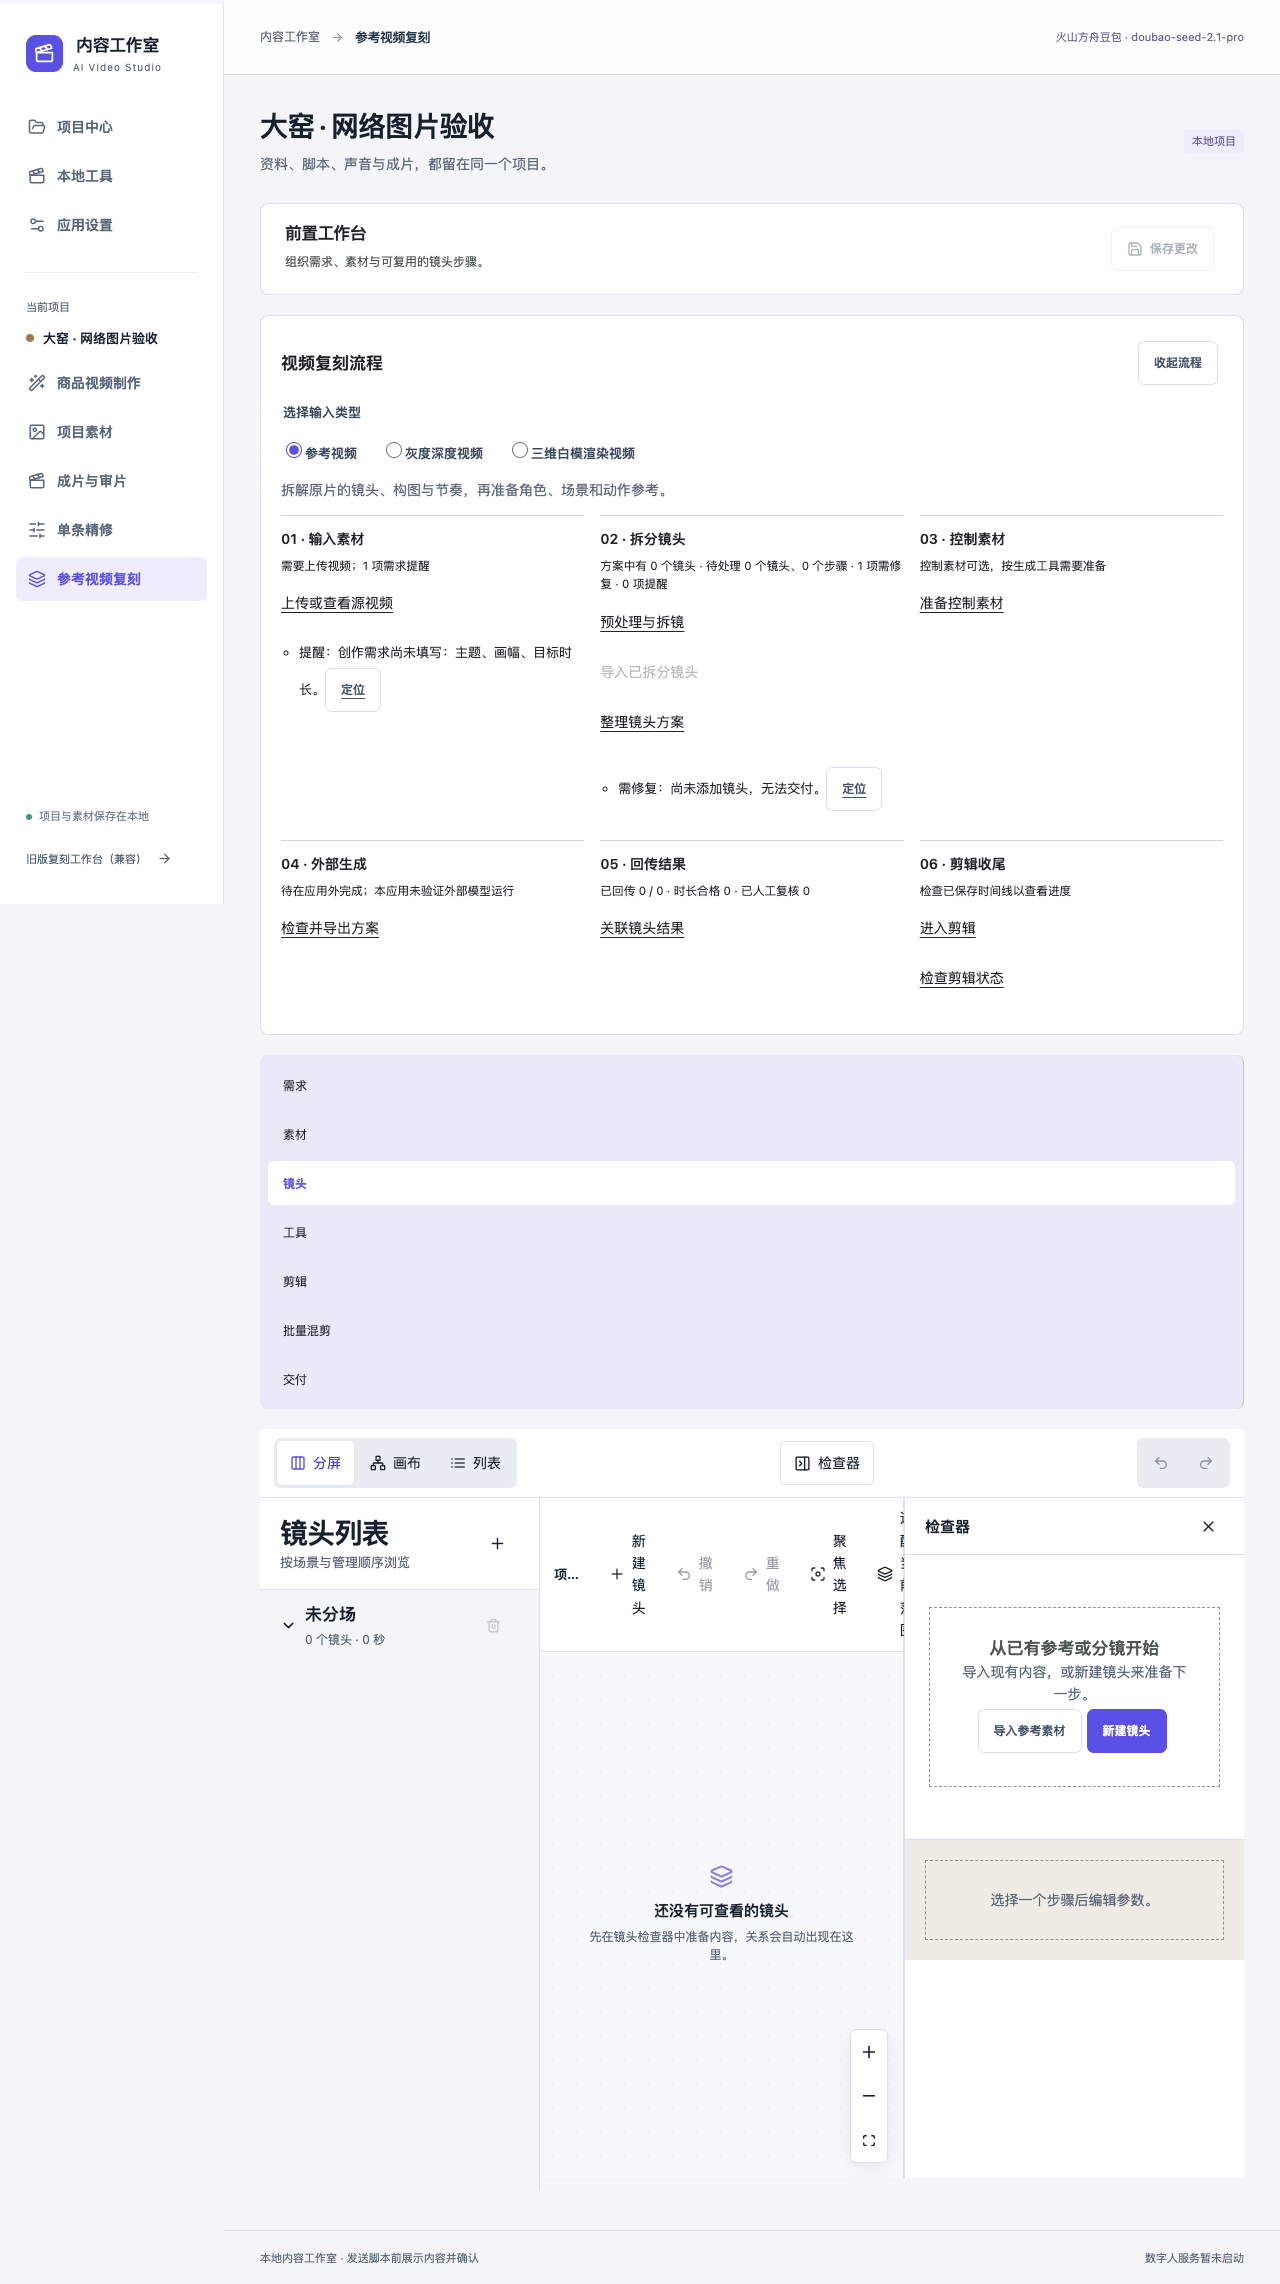 内容工作室
AI Video Studio
项目中心
本地工具
应用设置
当前项目
大窑 · 网络图片验收
商品视频制作
项目素材
成片与审片
单条精修
参考视频复刻
项目与素材保存在本地
旧版复刻工作台（兼容）
内容工作室
参考视频复刻
火山方舟豆包 · doubao-seed-2.1-pro
大窑 · 网络图片验收
资料、脚本、声音与成片，都留在同一个项目。
本地项目
前置工作台
组织需求、素材与可复用的镜头步骤。
保存更改
视频复刻流程
收起流程
选择输入类型
参考视频
灰度深度视频
三维白模渲染视频
拆解原片的镜头、构图与节奏，再准备角色、场景和动作参考。
01 · 输入素材
需要上传视频；1 项需求提醒
上传或查看源视频
提醒：创作需求尚未填写：主题、画幅、目标时
长。 定位
02 · 拆分镜头
方案中有 0 个镜头 · 待处理 0 个镜头、0 个步骤 · 1 项需修
复 · 0 项提醒
预处理与拆镜
导入已拆分镜头
整理镜头方案
需修复：尚未添加镜头，无法交付。 定位
03 · 控制素材
控制素材可选，按生成工具需要准备
准备控制素材
04 · 外部生成
待在应用外完成；本应用未验证外部模型运行
检查并导出方案
05 · 回传结果
已回传 0 / 0 · 时长合格 0 · 已人工复核 0
关联镜头结果
06 · 剪辑收尾
检查已保存时间线以查看进度
进入剪辑
检查剪辑状态
需求
素材
镜头
工具
剪辑
批量混剪
交付
分屏
画布
列表
检查器
镜头列表
按场景与管理顺序浏览
未分场
0 个镜头 · 0 秒
项...
新建镜头
撤销
重做
聚焦选择
检查器
从已有参考或分镜开始
导入现有内容，或新建镜头来准备下
一步。
导入参考素材
新建镜头
选择一个步骤后编辑参数。
还没有可查看的镜头
先在镜头检查器中准备内容，关系会自动出现在这
里。
本地内容工作室 · 发送脚本前展示内容并确认
数字人服务暂未启动